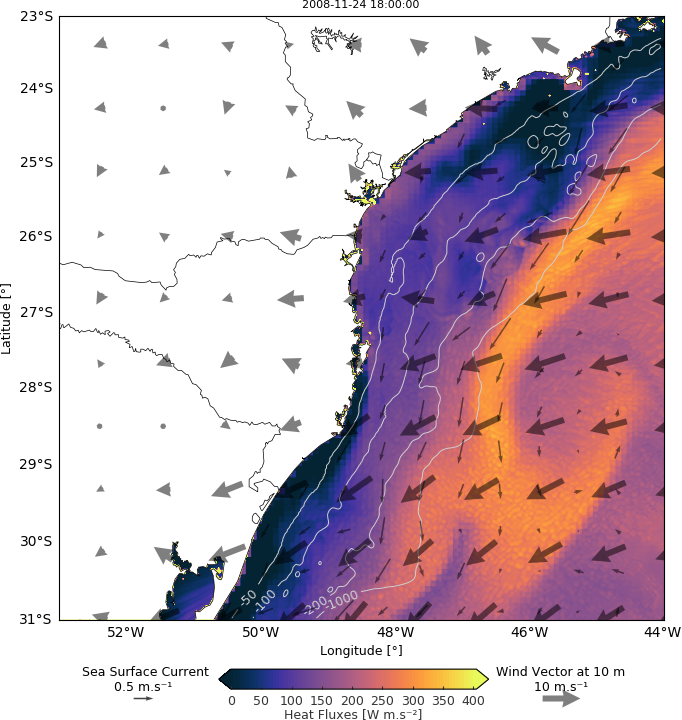 2008-11-24 18:00:00
23°S
24°S
25°S
26°S
27°S
28°S
29°S
30°S
31°S
Latitude [°]
-50
-100
-200
-1000
52°W
50°W
48°W
46°W
44°W
Longitude [°]
Sea Surface Current
0.5 m.s⁻¹
Wind Vector at 10 m
10 m.s⁻¹
0 50 100 150 200 250 300 350 400
Heat Fluxes [W m.s⁻²]